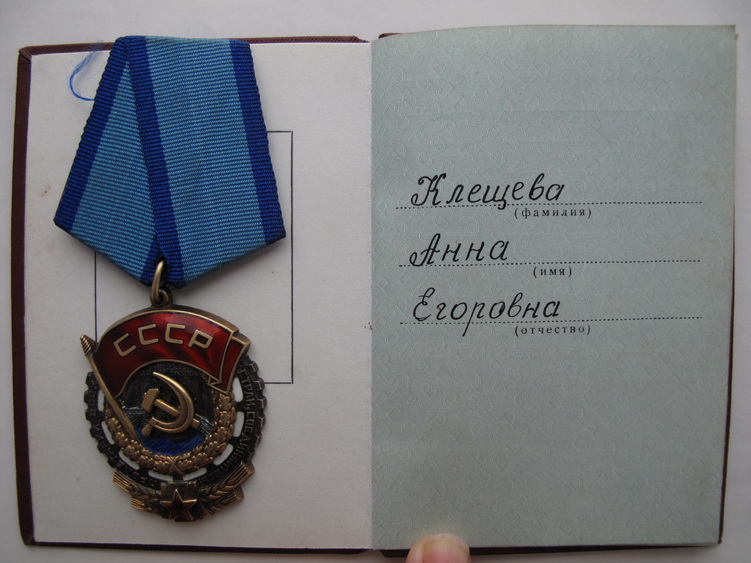 СССР
Клещева
(фамилия)
Анна
(имя)
Егоровна
(отчество)